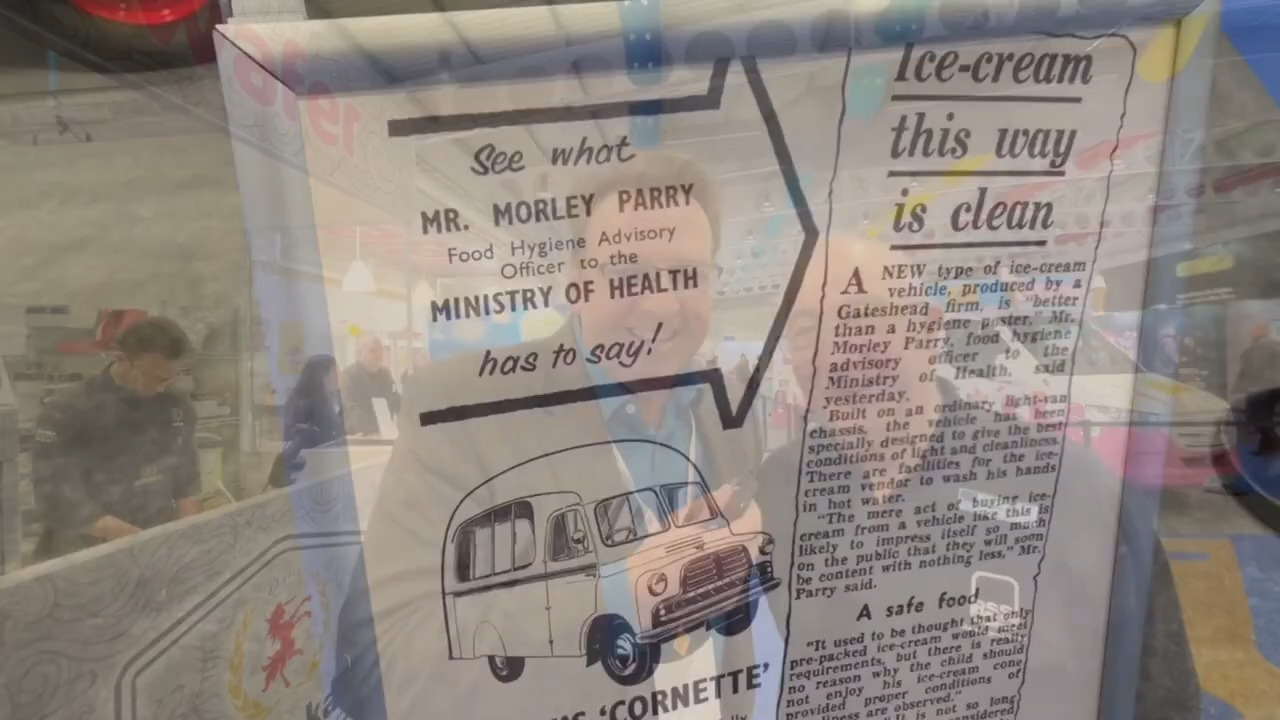 See what
MR. MORLEY PARRY
Food Hygiene Advisory
Officer to the
MINISTRY OF HEALTH
has to say!
'CORNETTE'
Ice-cream
this way
is clean
A NEW type of ice-cream
vehicle, produced by a
Gateshead firm, is "better
than a hygiene poster," Mr.
Morley Parry, food hygiene
advisory officer to the
Ministry of Health, said
yesterday.
Built on an ordinary light-van
chassis, the vehicle has been
specially designed to give the best
conditions of light and cleanliness.
There are facilities for the ice-
cream vendor to wash his hands
in hot water.
"The mere act of buying ice-
cream from a vehicle like this is
likely to impress itself so much
on the public that they will soon
be content with nothing less," Mr.
Parry said.
A safe food
"It used to be thought that only
pre-packed ice-cream would meet
requirements, but there is really
no reason why the child should
not enjoy his ice-cream cone
provided proper conditions of
are observed."
"It is not so long
considered